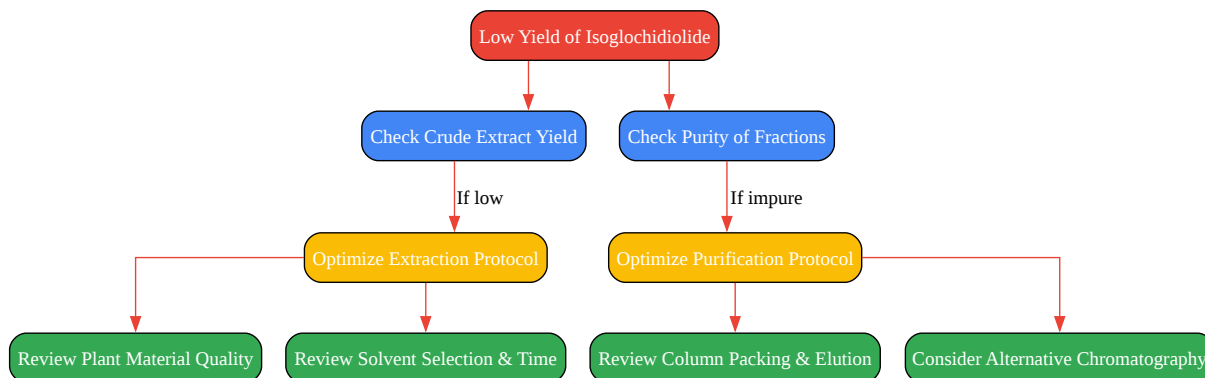 Low Yield of Isoglochidiolide
Check Crude Extract Yield
Check Purity of Fractions
If low
If impure
Optimize Extraction Protocol
Optimize Purification Protocol
Review Plant Material Quality
Review Solvent Selection & Time
Review Column Packing & Elution
Consider Alternative Chromatography